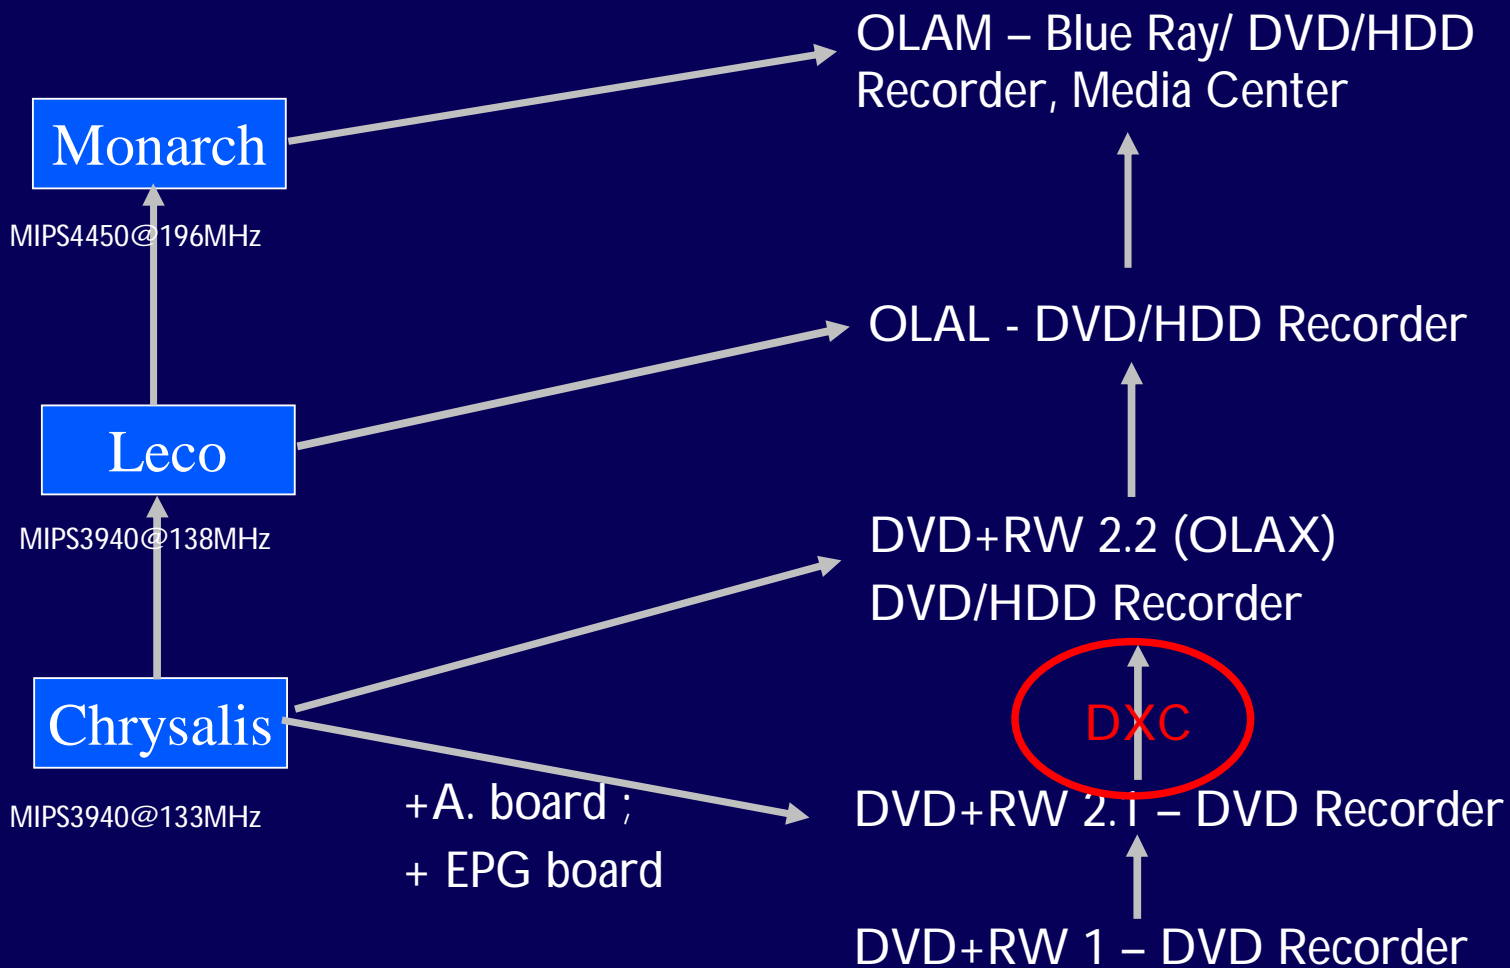 OLAM – Blue Ray/ DVD/HDD
Recorder, Media Center
Monarch
MIPS4450@196MHz
OLAL - DVD/HDD Recorder
Leco
MIPS3940@138MHz
DVD+RW 2.2 (OLAX)
DVD/HDD Recorder
Chrysalis
DXC
MIPS3940@133MHz
+A. board ;
+ EPG board
DVD+RW 2.1 – DVD Recorder
DVD+RW 1 – DVD Recorder